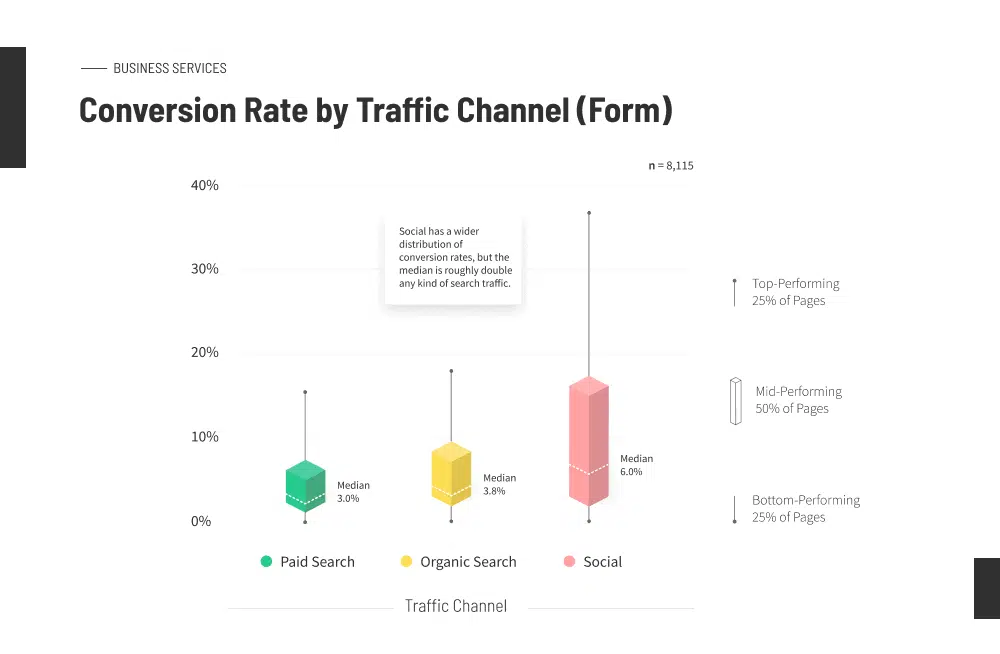 BUSINESS SERVICES
Conversion Rate by Traffic Channel (Form)
n = 8,115
40%
30%
20%
10%
0%
Social has a wider
distribution of
conversion rates, but the
median is roughly double
any kind of search traffic.
Median
3.0%
Median
3.8%
Median
6.0%
Top-Performing
25% of Pages
Mid-Performing
50% of Pages
Bottom-Performing
25% of Pages
Paid Search
Organic Search
Social
Traffic Channel